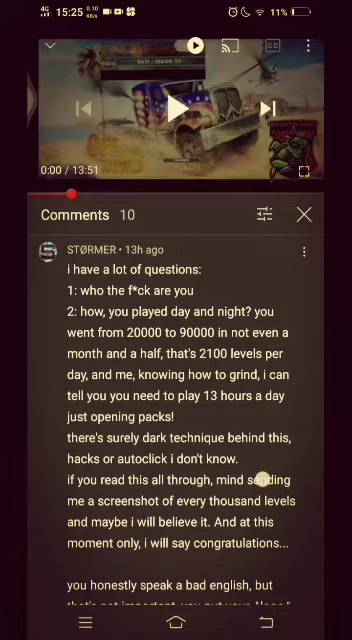 4G 15:25 0.10 KB/S 11%
CC
0:00 / 13:51
Comments 10
STØRMER • 13h ago
i have a lot of questions:
1: who the f*ck are you
2: how, you played day and night? you
went from 20000 to 90000 in not even a
month and a half, that's 2100 levels per
day, and me, knowing how to grind, i can
tell you you need to play 13 hours a day
just opening packs!
there's surely dark technique behind this,
hacks or autoclick i don't know.
if you read this all through, mind sending
me a screenshot of every thousand levels
and maybe i will believe it. And at this
moment only, i will say congratulations...
you honestly speak a bad english, but